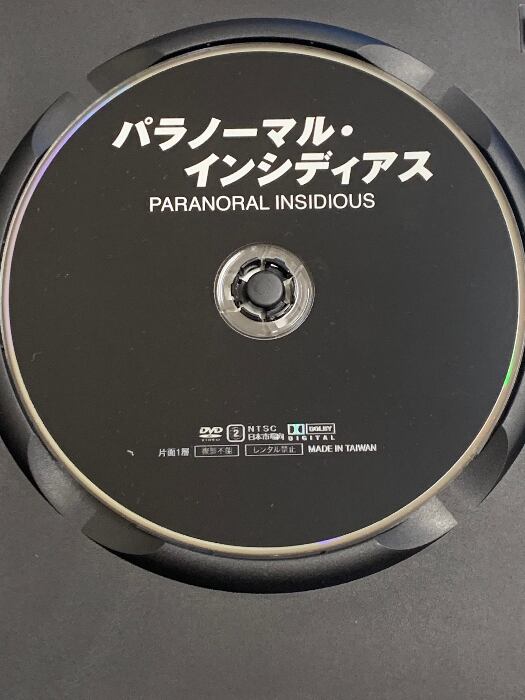 パラノーマル・
インシディアス
PARANORAL INSIDIOUS
DVD VIDEO 2 NTSC 日本市場向 DOLBY DIGITAL
片面1層 複製不能 レンタル禁止 MADE IN TAIWAN